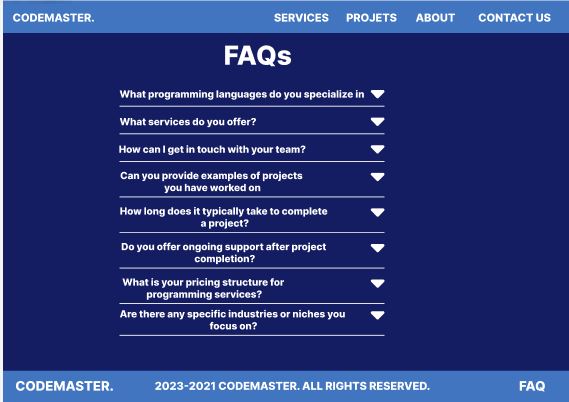 CODEMASTER. SERVICES PROJETS ABOUT CONTACT US
FAQs
What programming languages do you specialize in
What services do you offer?
How can I get in touch with your team?
Can you provide examples of projects
you have worked on
How long does it typically take to complete
a project?
Do you offer ongoing support after project
completion?
What is your pricing structure for
programming services?
Are there any specific industries or niches you
focus on?
CODEMASTER. 2023-2021 CODEMASTER. ALL RIGHTS RESERVED. FAQ